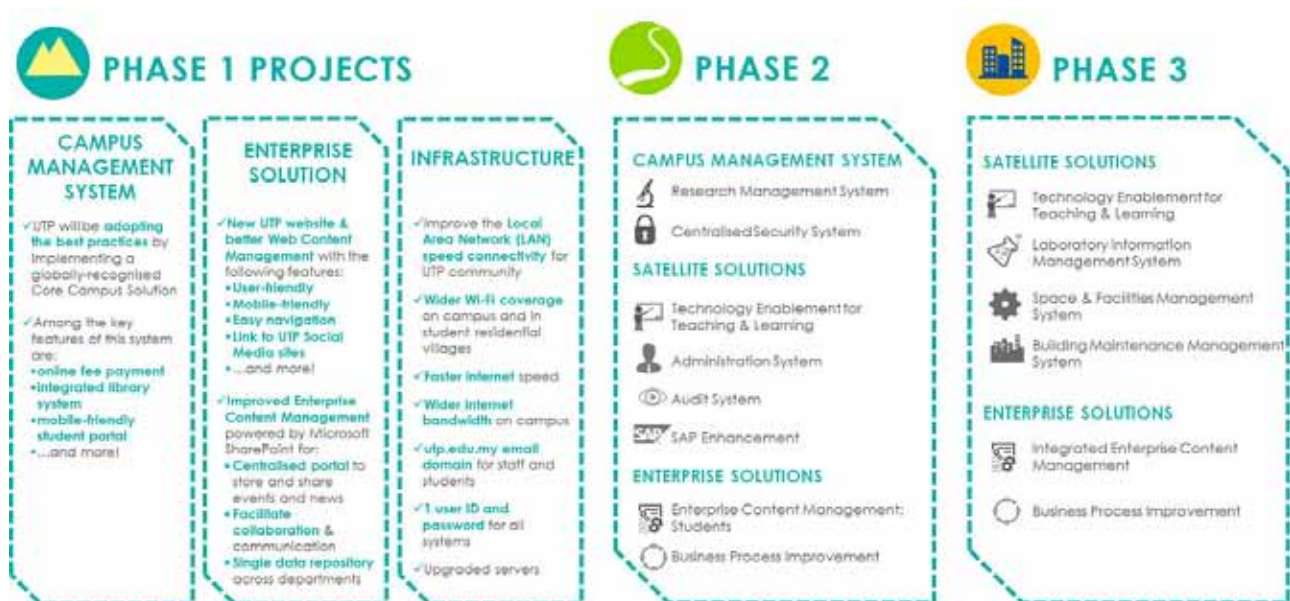 PHASE 1 PROJECTS
CAMPUS
MANAGEMENT
SYSTEM
✓UTP will be adopting
the best practices by
implementing a
globally-recognised
Core Campus Solution
✓Among the key
features of this system
are:
•online fee payment
•integrated library
system
•mobile-friendly
student portal
•...and more!
ENTERPRISE
SOLUTION
✓New UTP website &
better Web Content
Management with the
following features:
•User-friendly
•Mobile-friendly
•Easy navigation
•Link to UTP Social
Media sites
•...and more!
✓Improved Enterprise
Content Management
powered by Microsoft
SharePoint for:
•Centralised portal to
store and share
events and news
•Facilitate
collaboration &
communication
•Single data repository
across departments
INFRASTRUCTURE
✓Improve the Local
Area Network (LAN)
speed connectivity for
UTP community
✓Wider Wi-Fi coverage
on campus and in
student residential
villages
✓Faster internet speed
✓Wider internet
bandwidth on campus
✓utp.edu.my email
domain for staff and
students
✓1 user ID and
password for all
systems
✓Upgraded servers
PHASE 2
CAMPUS MANAGEMENT SYSTEM
Research Management System
Centralised Security System
SATELLITE SOLUTIONS
Technology Enablement for
Teaching & Learning
Administration System
Audit System
SAP SAP Enhancement
ENTERPRISE SOLUTIONS
Enterprise Content Management:
Students
Business Process Improvement
PHASE 3
SATELLITE SOLUTIONS
Technology Enablement for
Teaching & Learning
Laboratory Information
Management System
Space & Facilities Management
System
Building Maintenance Management
System
ENTERPRISE SOLUTIONS
Integrated Enterprise Content
Management
Business Process Improvement